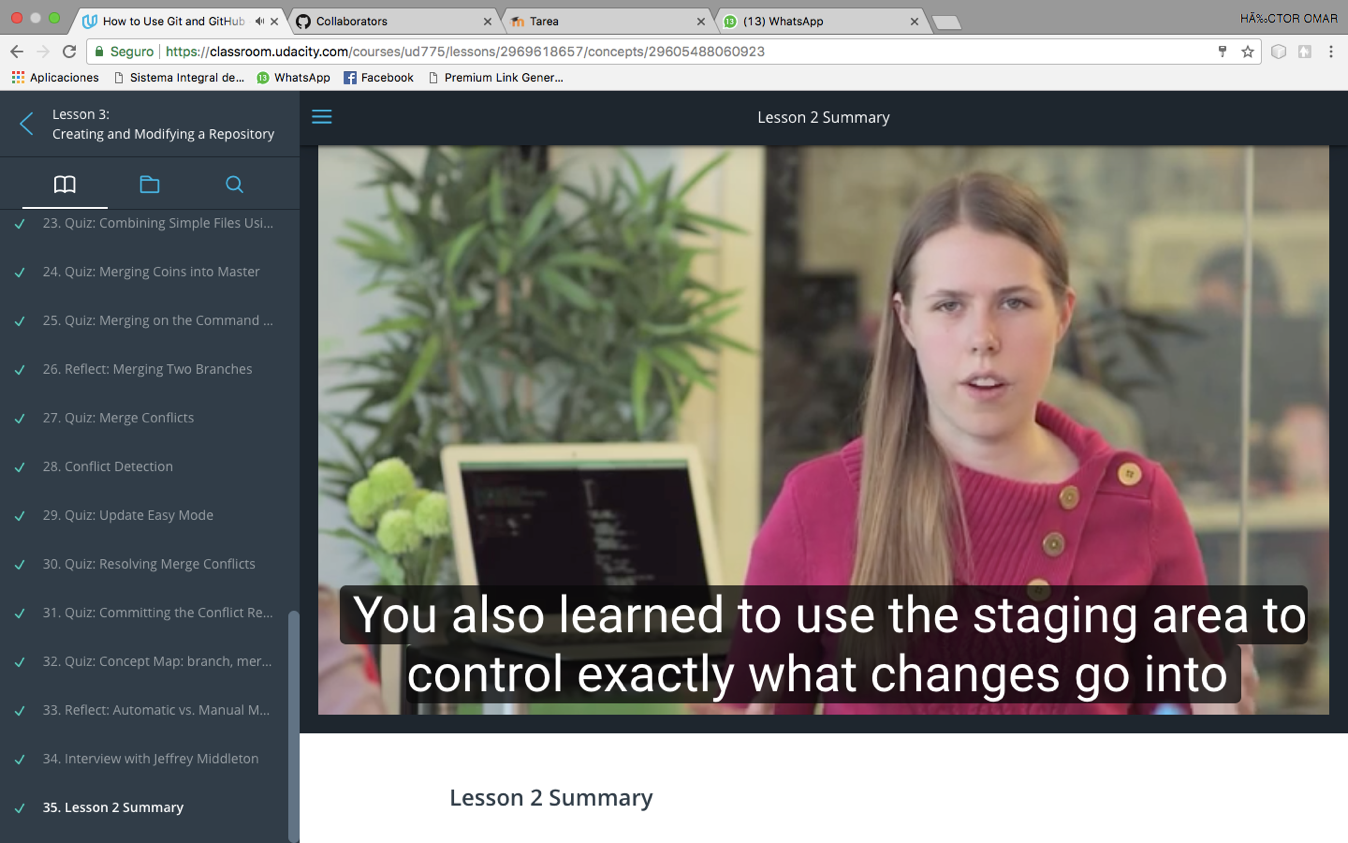 How to Use Git and GitHub
Collaborators
Tarea
(13) WhatsApp
HÃ‰CTOR OMAR
Seguro
https://classroom.udacity.com/courses/ud775/lessons/2969618657/concepts/29605488060923
Aplicaciones
Sistema Integral de...
13
WhatsApp
Facebook
Premium Link Gener...
Lesson 3:
Creating and Modifying a Repository
Lesson 2 Summary
23. Quiz: Combining Simple Files Usi...
24. Quiz: Merging Coins into Master
25. Quiz: Merging on the Command ...
26. Reflect: Merging Two Branches
27. Quiz: Merge Conflicts
28. Conflict Detection
29. Quiz: Update Easy Mode
30. Quiz: Resolving Merge Conflicts
31. Quiz: Committing the Conflict Re...
32. Quiz: Concept Map: branch, mer...
33. Reflect: Automatic vs. Manual M...
34. Interview with Jeffrey Middleton
35. Lesson 2 Summary
You also learned to use the staging area to
control exactly what changes go into
Lesson 2 Summary